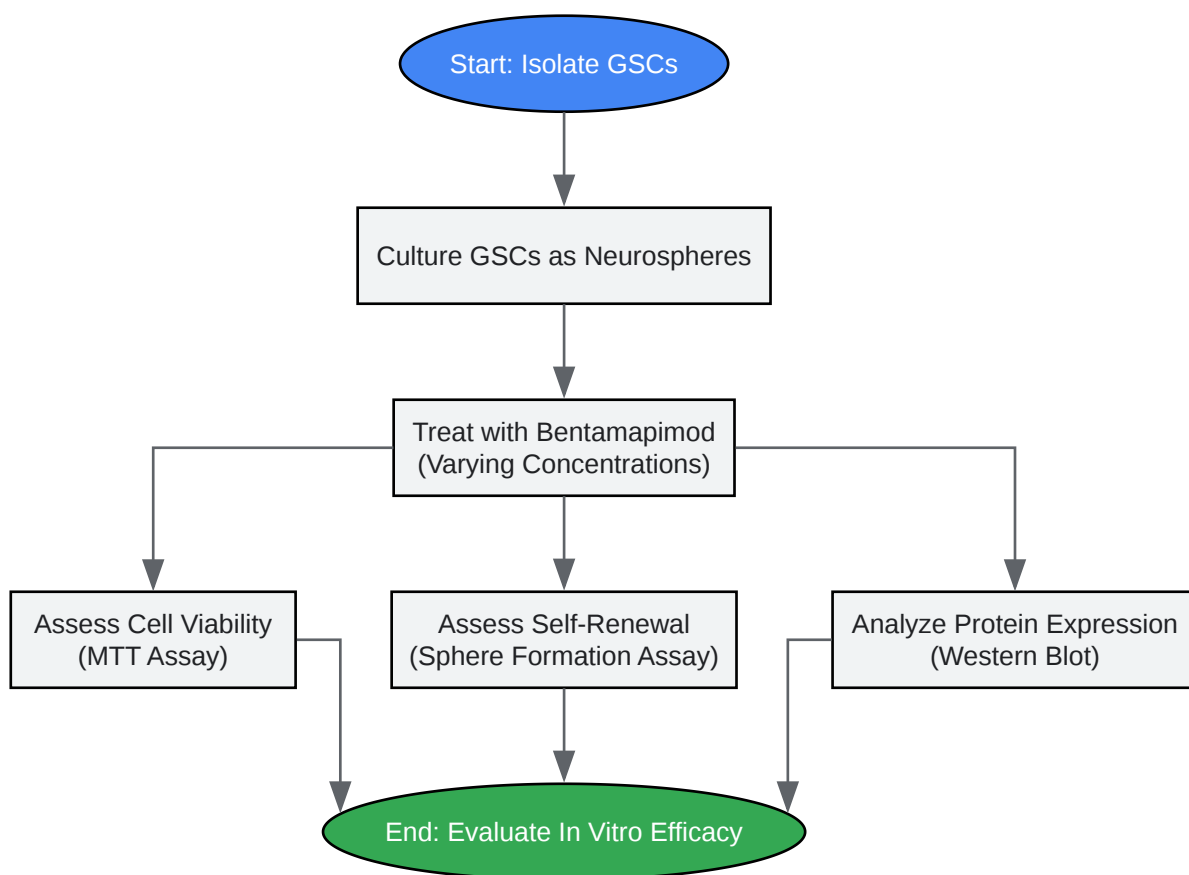 Start: Isolate GSCs
Culture GSCs as Neurospheres
Treat with Bentamapimod
(Varying Concentrations)
Assess Cell Viability
(MTT Assay)
Assess Self-Renewal
(Sphere Formation Assay)
Analyze Protein Expression
(Western Blot)
End: Evaluate In Vitro Efficacy